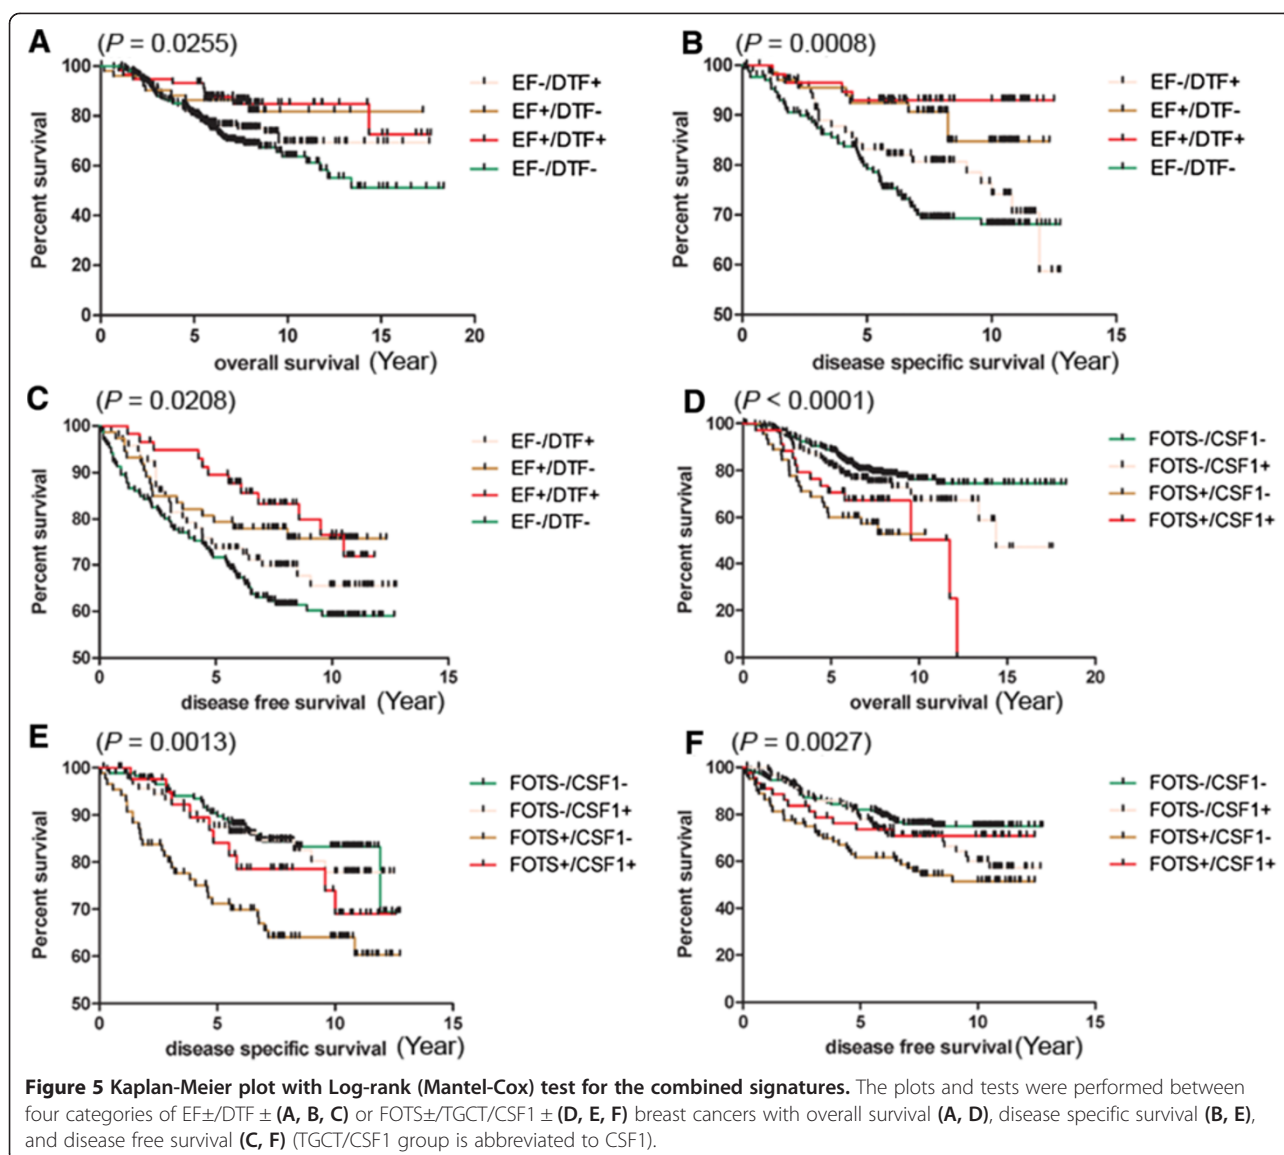 A
(P = 0.0255)
100
80
60
40
20
0
0
5
10
15
20
Percent survival
overall survival (Year)
EF-/DTF+
EF+/DTF-
EF+/DTF+
EF-/DTF-
B
(P = 0.0008)
100
90
80
70
60
50
0
5
10
15
Percent survival
disease specific survival (Year)
EF-/DTF+
EF+/DTF-
EF+/DTF+
EF-/DTF-
C
(P = 0.0208)
100
90
80
70
60
50
0
5
10
15
Percent survival
disease free survival (Year)
EF-/DTF+
EF+/DTF-
EF+/DTF+
EF-/DTF-
D
(P < 0.0001)
100
80
60
40
20
0
0
5
10
15
20
Percent survival
overall survival (Year)
FOTS-/CSF1-
FOTS-/CSF1+
FOTS+/CSF1-
FOTS+/CSF1+
E
(P = 0.0013)
100
90
80
70
60
50
0
5
10
15
Percent survival
disease specific survival (Year)
FOTS-/CSF1-
FOTS-/CSF1+
FOTS+/CSF1-
FOTS+/CSF1+
F
(P = 0.0027)
100
80
60
40
20
0
0
5
10
15
Percent survival
disease free survival (Year)
FOTS-/CSF1-
FOTS-/CSF1+
FOTS+/CSF1-
FOTS+/CSF1+
Figure 5 Kaplan-Meier plot with Log-rank (Mantel-Cox) test for the combined signatures. The plots and tests were performed between
four categories of EF±/DTF ± (A, B, C) or FOTS±/TGCT/CSF1 ± (D, E, F) breast cancers with overall survival (A, D), disease specific survival (B, E),
and disease free survival (C, F) (TGCT/CSF1 group is abbreviated to CSF1).